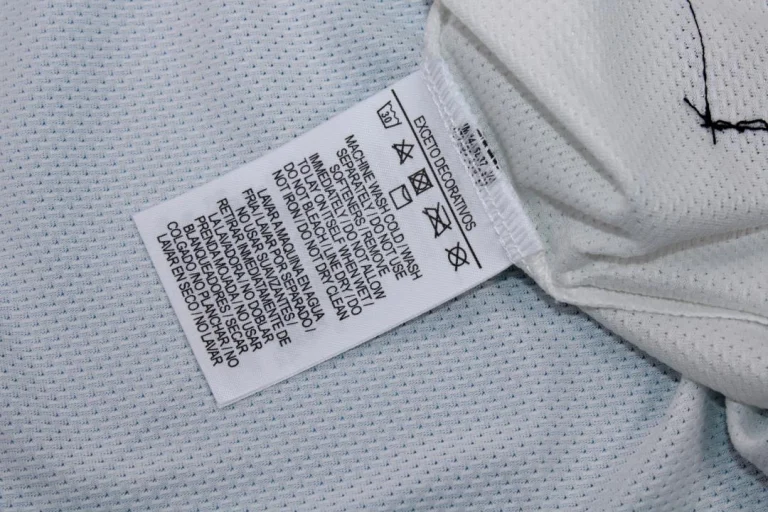 EXCETO DECORATIVOS
30
MACHINE WASH COLD / WASH
SEPARATELY / DO NOT USE
SOFTENERS / REMOVE
IMMEDIATELY / DO NOT ALLOW
TO LAY ON ITSELF WHEN WET /
DO NOT BLEACH / LINE DRY / DO
NOT IRON / DO NOT DRY CLEAN
LAVAR A MAQUINA EN AGUA
FRIA / LAVAR POR SEPARADO /
NO USAR SUAVIZANTES /
RETIRAR IMMEDIATAMENTE DE
LA LAVADORA / NO DOBLAR
PRENDA MOJADA / NO USAR
BLANQUEADORES / SECAR
COLGADO NO PLANCHAR / NO
LAVAR EN SECO / NO LAVAR